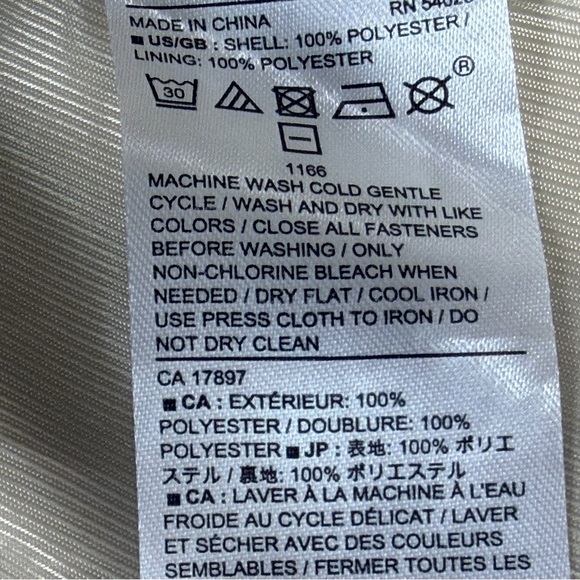 MADE IN CHINA
■ US/GB : SHELL: 100% POLYESTER /
LINING: 100% POLYESTER
30
®
1166
MACHINE WASH COLD GENTLE
CYCLE / WASH AND DRY WITH LIKE
COLORS / CLOSE ALL FASTENERS
BEFORE WASHING / ONLY
NON-CHLORINE BLEACH WHEN
NEEDED / DRY FLAT / COOL IRON /
USE PRESS CLOTH TO IRON / DO
NOT DRY CLEAN
CA 17897
■ CA : EXTÉRIEUR: 100%
POLYESTER / DOUBLURE: 100%
POLYESTER ■ JP : 表地: 100% ポリエ
ステル / 裏地: 100% ポリエステル
■ CA : LAVER À LA MACHINE À L'EAU
FROIDE AU CYCLE DÉLICAT / LAVER
ET SÉCHER AVEC DES COULEURS
SEMBLABLES / FERMER TOUTES LES